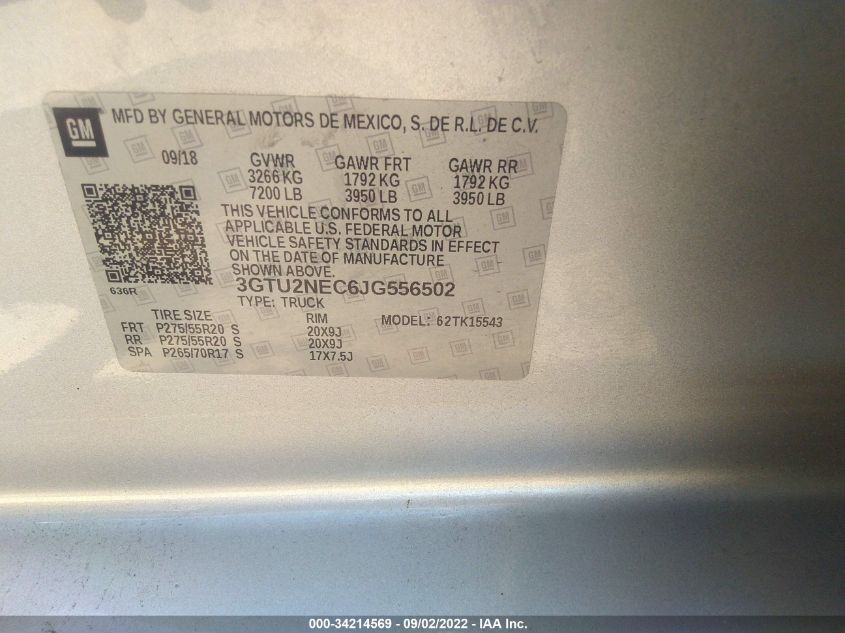 GM MFD BY GENERAL MOTORS DE MEXICO, S. DE R.L. DE C.V.
09/18 GVWR GAWR FRT GAWR RR
3266 KG 1792 KG 1792 KG
7200 LB 3950 LB 3950 LB
THIS VEHICLE CONFORMS TO ALL
APPLICABLE U.S. FEDERAL MOTOR
VEHICLE SAFETY STANDARDS IN EFFECT
ON THE DATE OF MANUFACTURE
SHOWN ABOVE.
636R
3GTU2NEC6JG556502
TYPE: TRUCK
TIRE SIZE RIM MODEL: 62TK15543
FRT P275/55R20 S 20X9J
RR P275/55R20 S 20X9J
SPA P265/70R17 S 17X7.5J
000-34214569 - 09/02/2022 - IAA Inc.